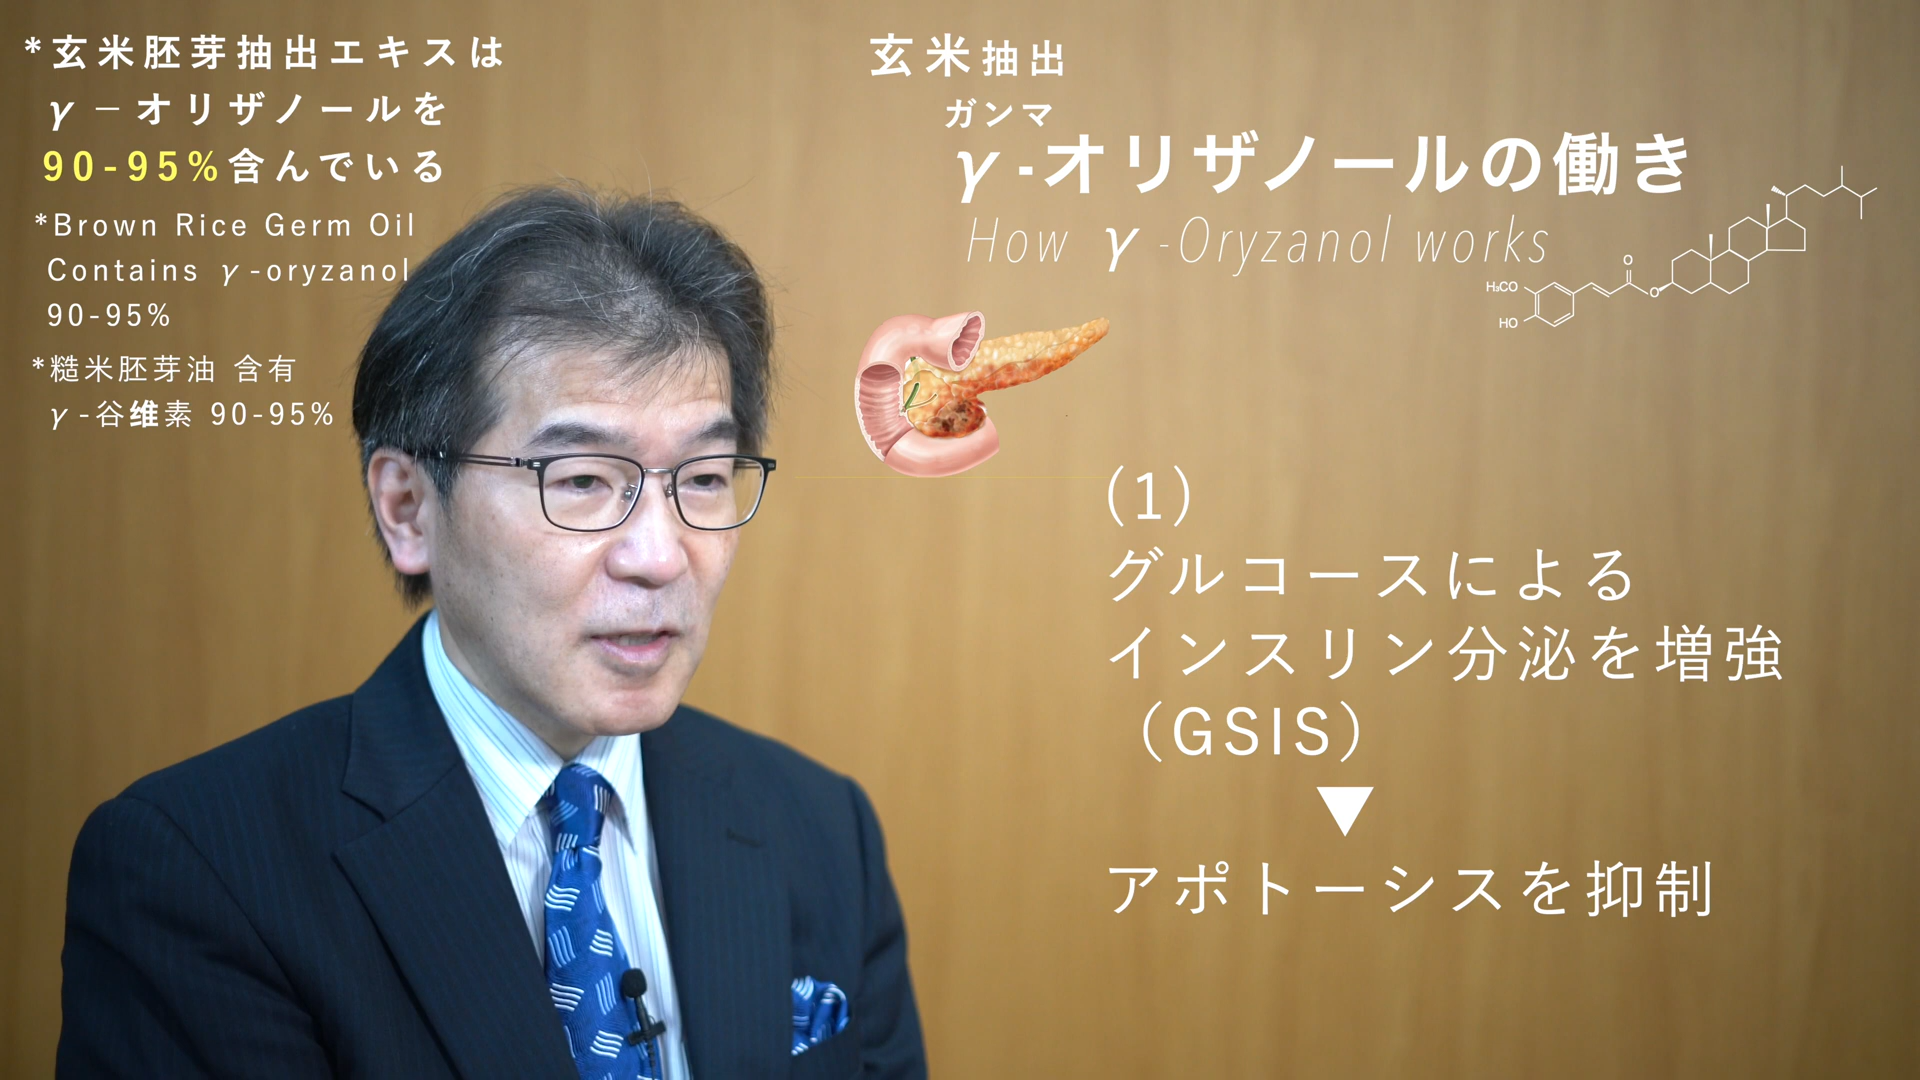 *玄米胚芽抽出エキスは
γ－オリザノールを
90-95%含んでいる
*Brown Rice Germ Oil
Contains γ-oryzanol
90-95%
*糙米胚芽油 含有
γ-谷维素 90-95%
玄米抽出
ガンマ
γ-オリザノールの働き
How γ-Oryzanol works
O
H₃CO
O
HO
(1)
グルコースによる
インスリン分泌を増強
（GSIS）
▼
アポトーシスを抑制